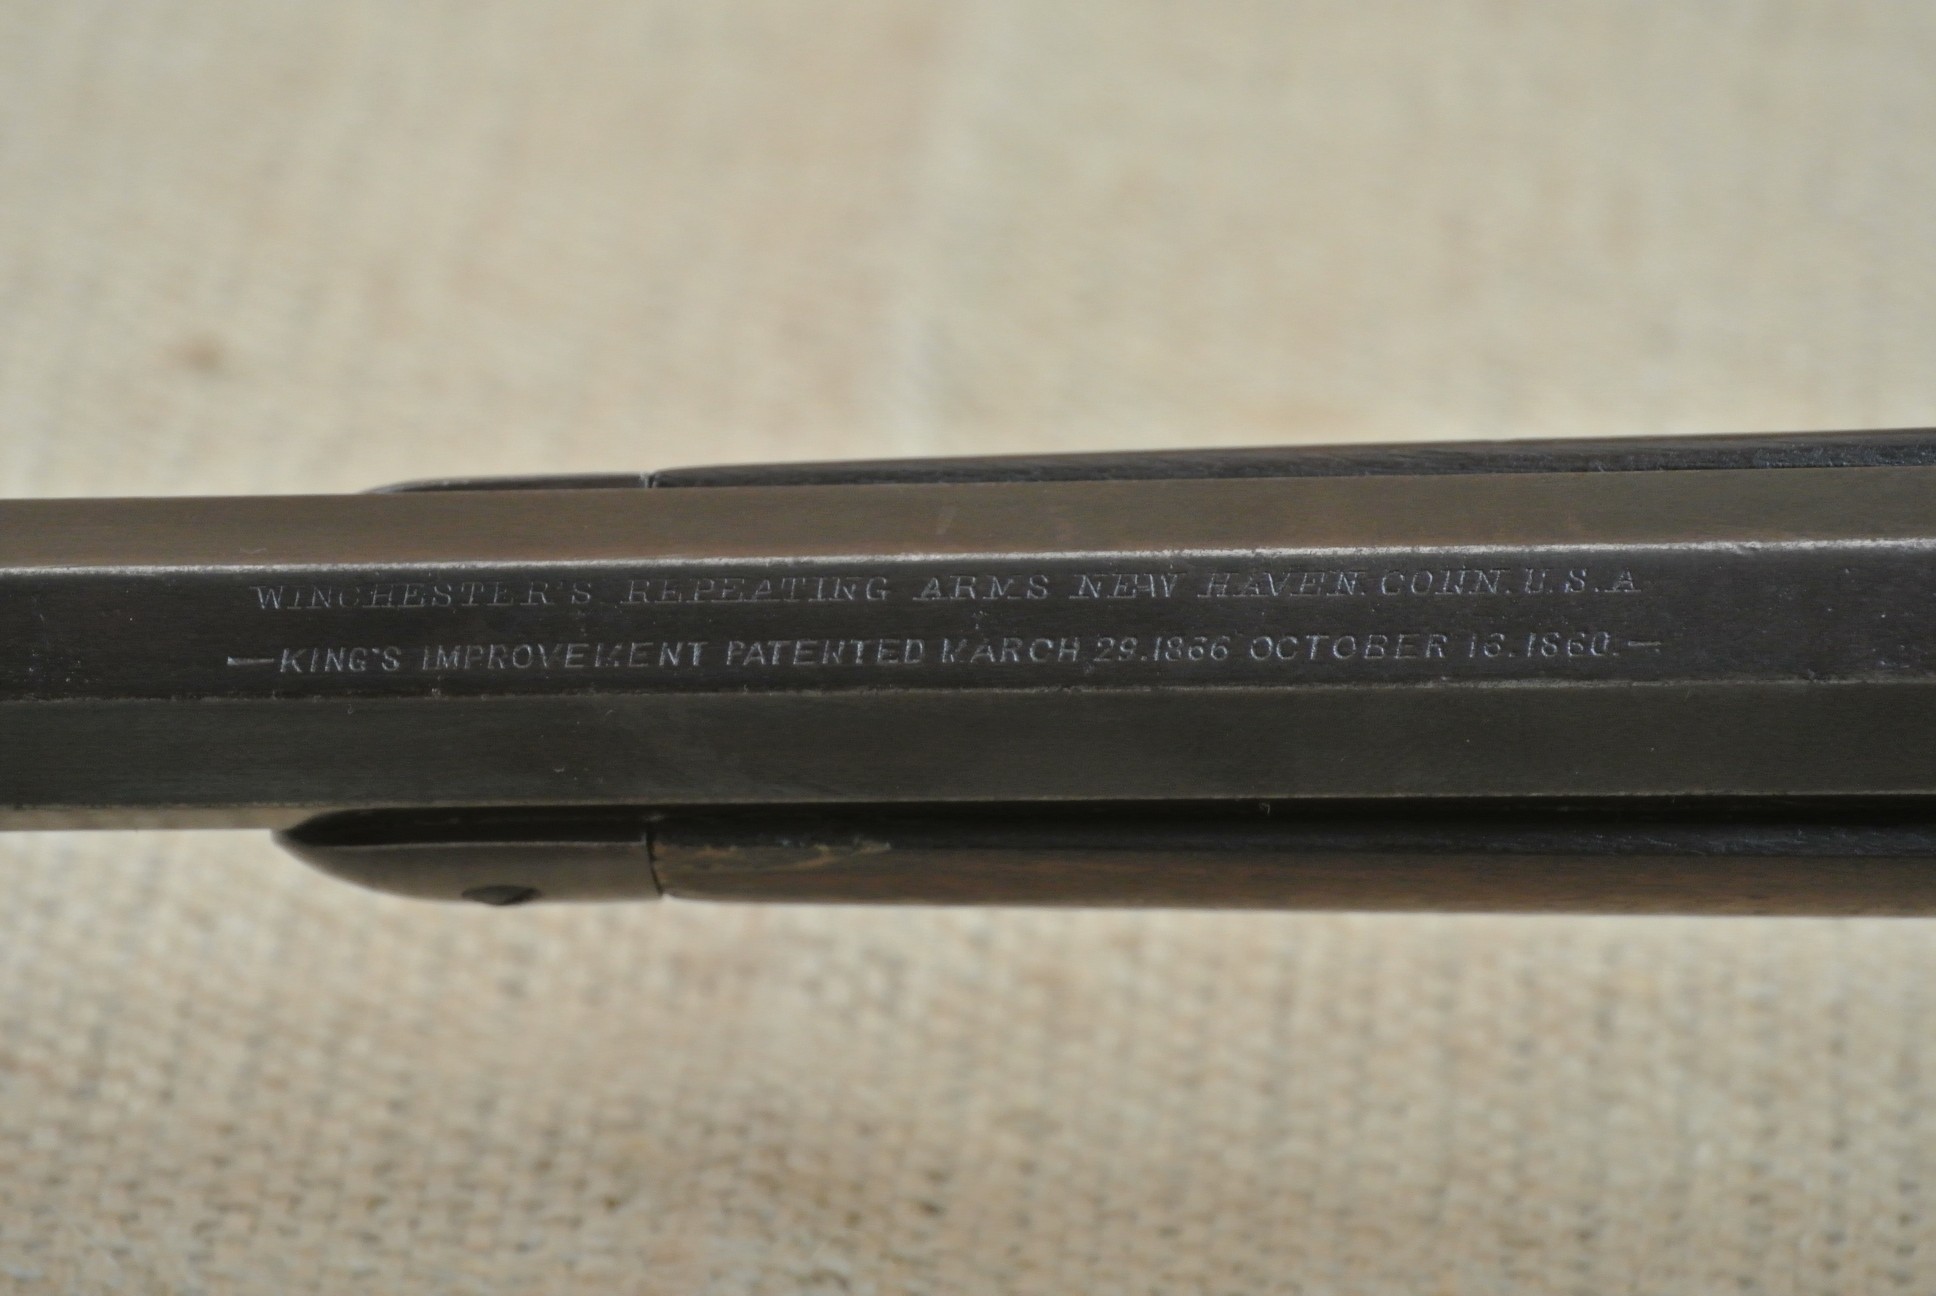 WINCHESTER'S REPEATING ARMS NEW HAVEN. CONN. U.S.A
—KING'S IMPROVEMENT PATENTED MARCH 29.1866 OCTOBER 16.1860.—